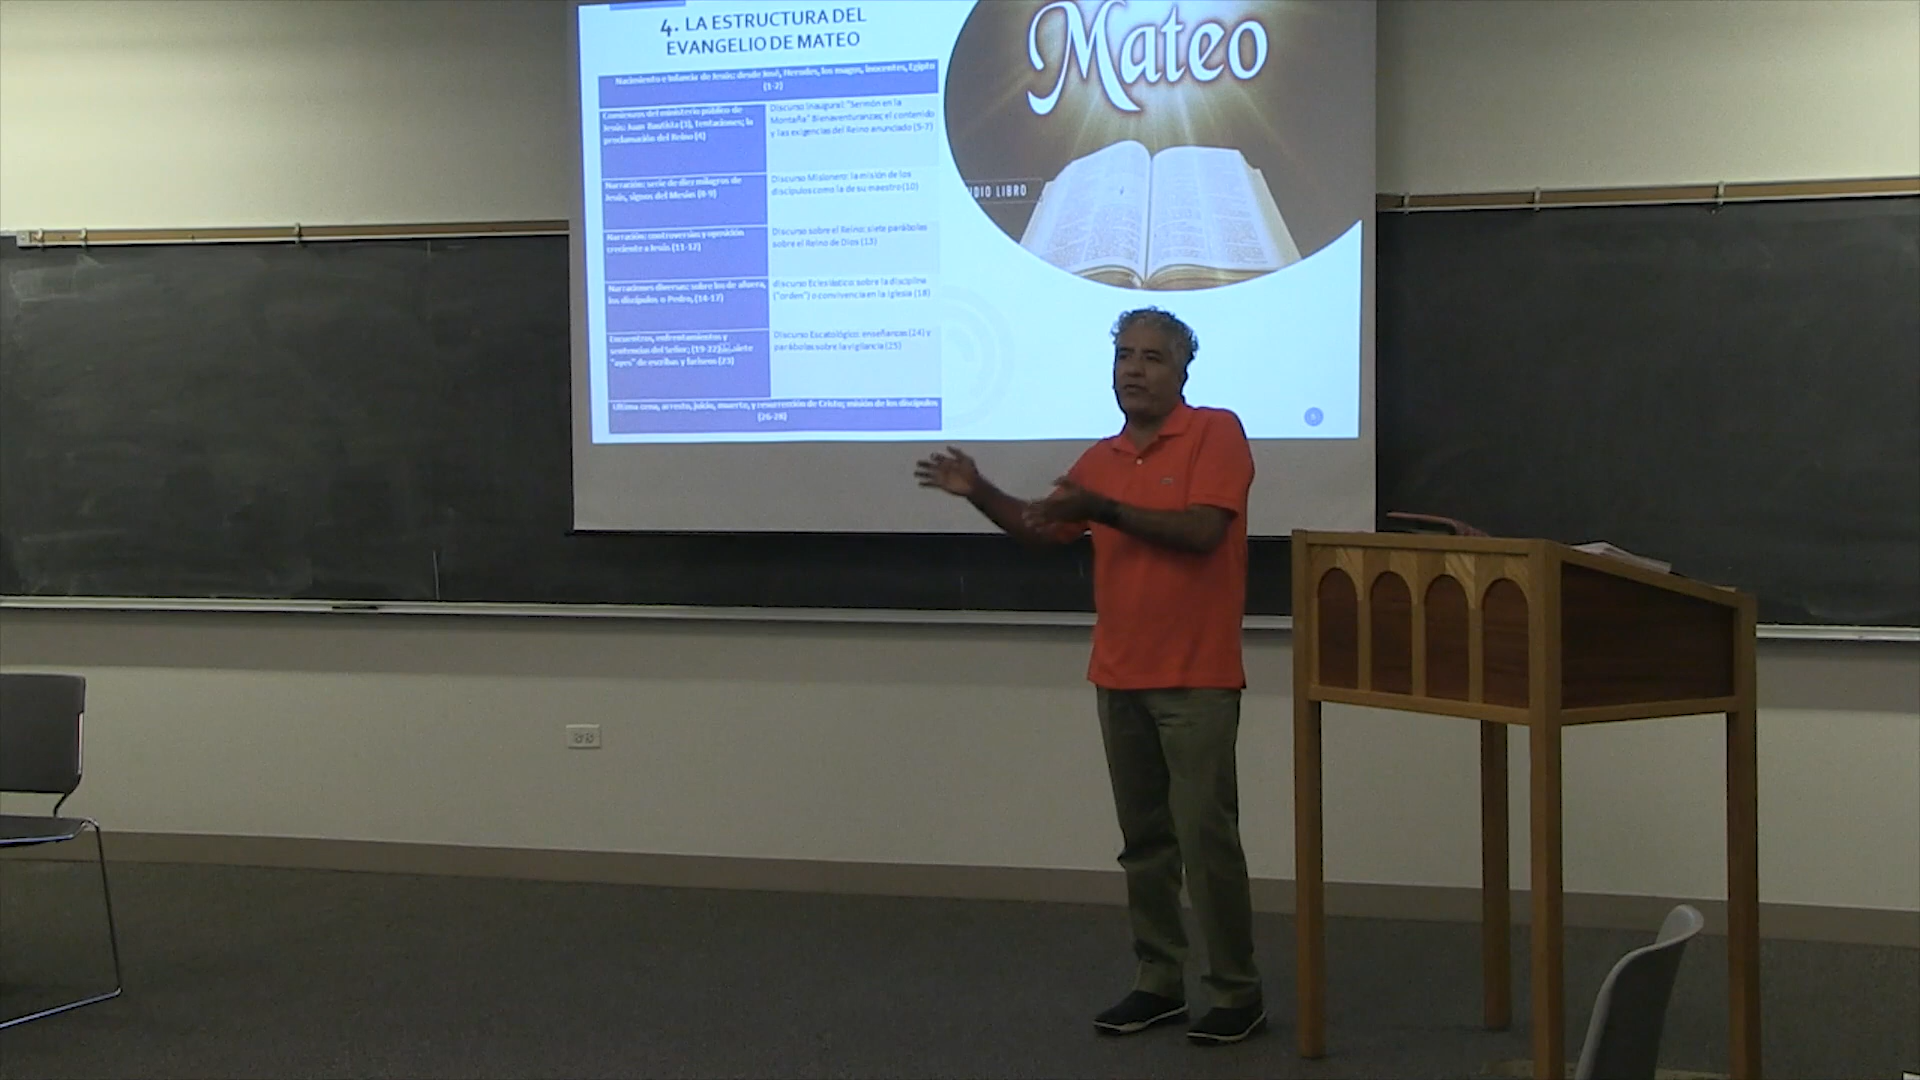 4. LA ESTRUCTURA DEL
EVANGELIO DE MATEO
Nacimiento e Infancia de Jesús: desde José, Herodes, los magos, inocentes, Egipto
(1-2)
Comienzos del ministerio público de
Jesús: Juan Bautista (3), tentaciones; la
proclamación del Reino (4)
Discurso Inaugural: "Sermón en la
Montaña" Bienaventuranzas; el contenido
y las exigencias del Reino anunciado (5-7)
Narración: serie de diez milagros de
Jesús, signos del Mesías (8-9)
Discurso Misionero: la misión de los
discípulos como la de su maestro (10)
Narración: controversias y oposición
creciente a Jesús (11-12)
Discurso sobre el Reino: siete parábolas
sobre el Reino de Dios (13)
Narraciones diversas: sobre los de afuera,
los discípulos o Pedro, (14-17)
discurso Eclesiástico: sobre la disciplina
("orden") o convivencia en la Iglesia (18)
Encuentros, enfrentamientos y
sentencias del Señor; (19-22) siete
"ayes" de escribas y fariseos (23)
Discurso Escatológico: enseñanzas (24) y
parábolas sobre la vigilancia (25)
Ultima cena, arresto, juicio, muerte, y resurrección de Cristo; misión de los discípulos
(26-28)
Mateo
DIO LIBRO